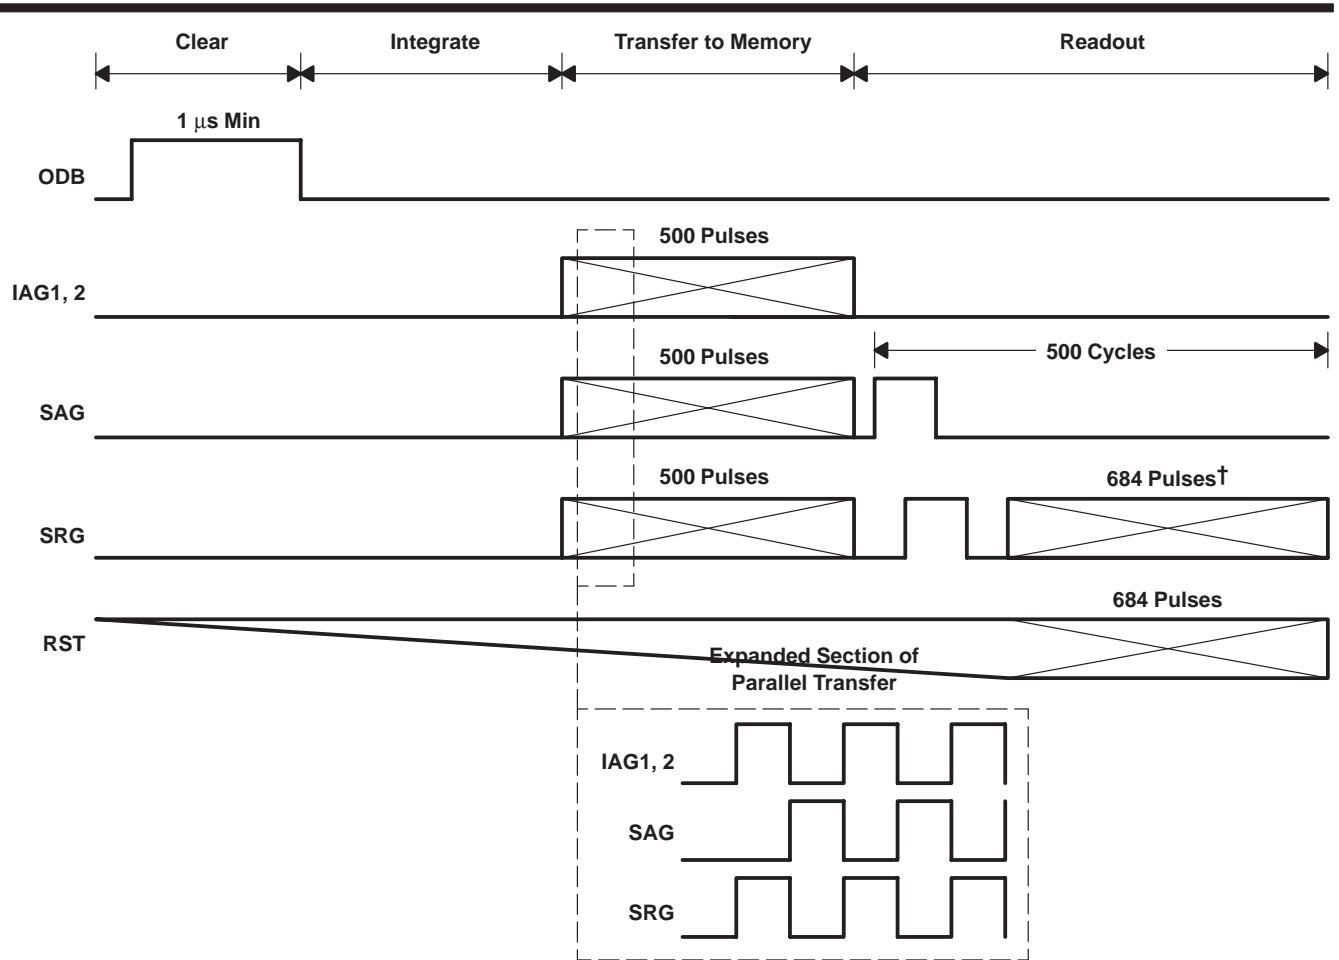 Clear
Integrate
Transfer to Memory
Readout
1 μs Min
ODB
500 Pulses
IAG1, 2
500 Cycles
500 Pulses
SAG
500 Pulses
684 Pulses†
SRG
684 Pulses
RST
Expanded Section of
Parallel Transfer
IAG1, 2
SAG
SRG